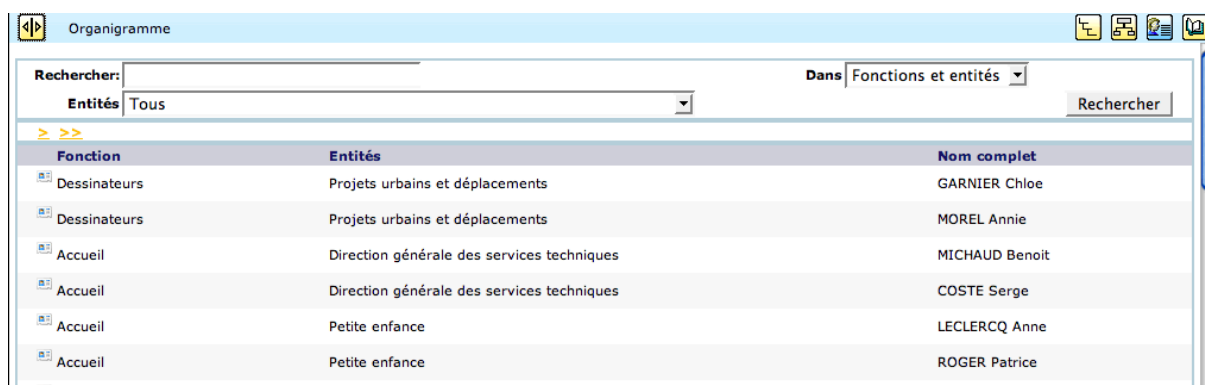 Organigramme
Rechercher: Dans Fonctions et entités
Entités Tous Rechercher
> >>
Fonction Entités Nom complet
Dessinateurs Projets urbains et déplacements GARNIER Chloe
Dessinateurs Projets urbains et déplacements MOREL Annie
Accueil Direction générale des services techniques MICHAUD Benoit
Accueil Direction générale des services techniques COSTE Serge
Accueil Petite enfance LECLERCQ Anne
Accueil Petite enfance ROGER Patrice